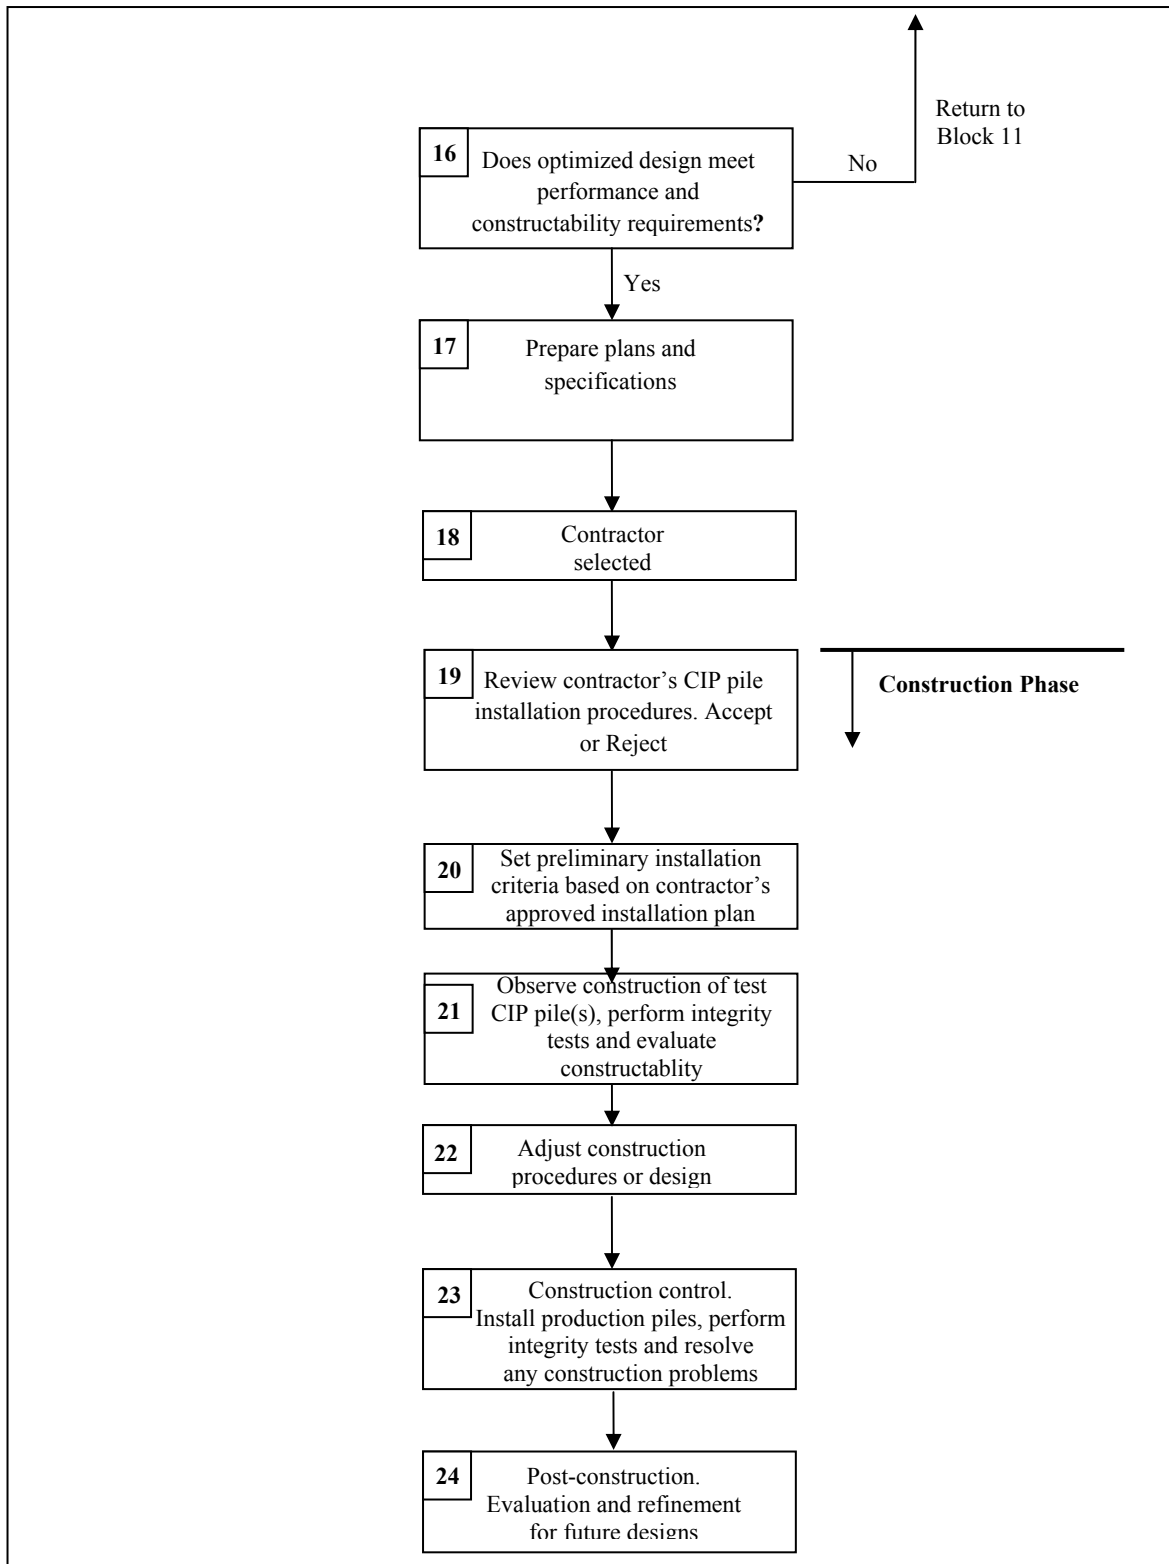 Return to
Block 11
No
16
Does optimized design meet
performance and
constructability requirements?
Yes
17
Prepare plans and
specifications
18
Contractor
selected
19
Review contractor’s CIP pile
installation procedures. Accept
or Reject
Construction Phase
20
Set preliminary installation
criteria based on contractor’s
approved installation plan
21
Observe construction of test
CIP pile(s), perform integrity
tests and evaluate
constructablity
22
Adjust construction
procedures or design
23
Construction control.
Install production piles, perform
integrity tests and resolve
any construction problems
24
Post-construction.
Evaluation and refinement
for future designs